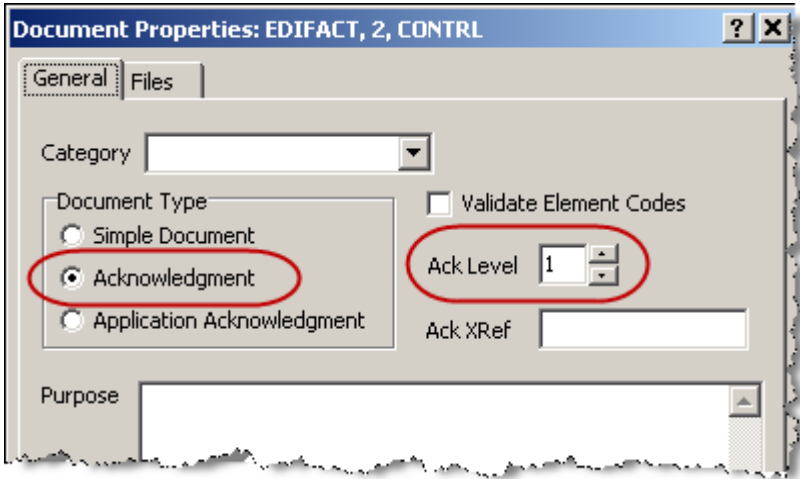 Document Properties: EDIFACT, 2, CONTRL
General
Files
Category
Document Type
Validate Element Codes
Simple Document
Acknowledgment
Ack Level 1
Application Acknowledgment
Ack XRef
Purpose